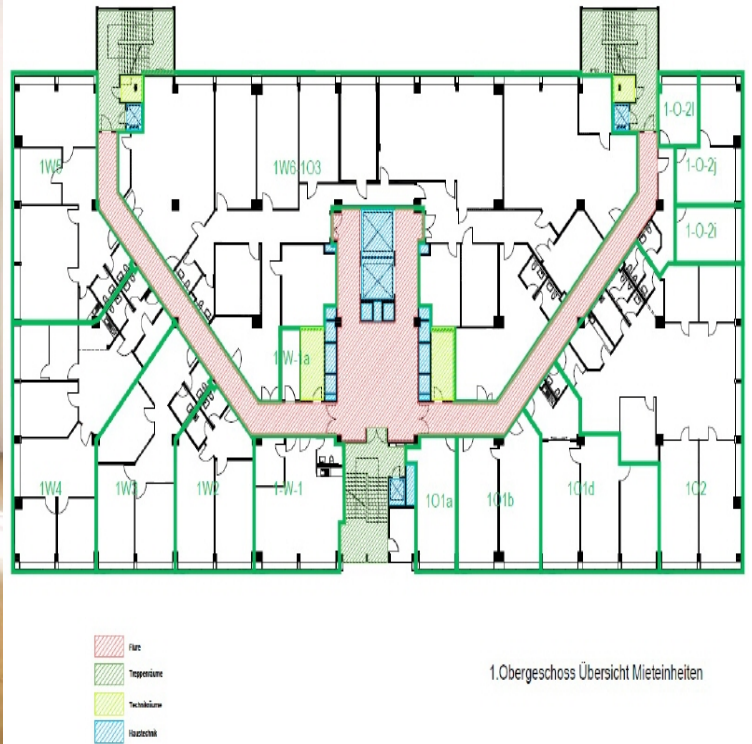 1-O-2l
1W5
1W6
1O3
1-O-2j
1-O-2i
1-W-1a
1W4
1W3
1W2
1-W-1
1O1a
1O1b
1O1d
1O2
Flure
Treppenräume
Technikräume
Haustechnik
1.Obergeschoss Übersicht Mieteinheiten